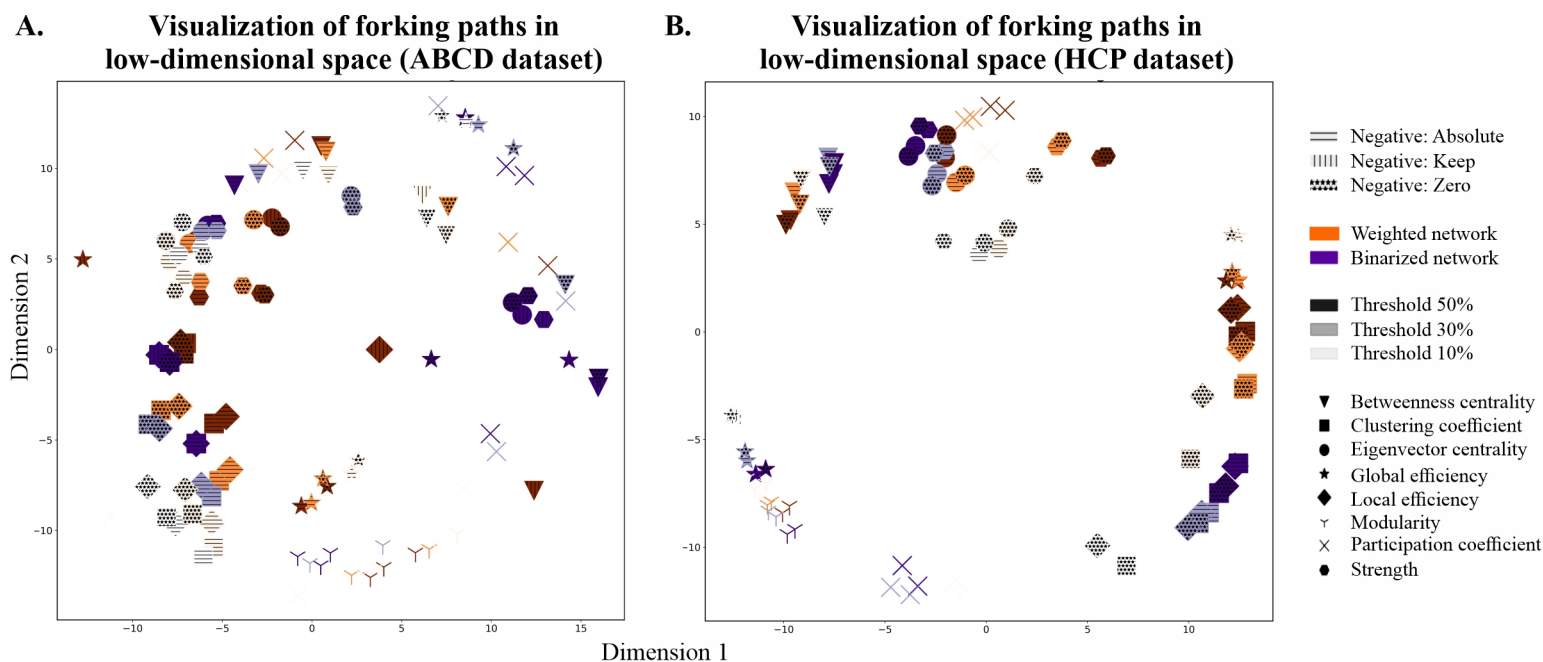 A.
Visualization of forking paths in
low-dimensional space (ABCD dataset)
B.
Visualization of forking paths in
low-dimensional space (HCP dataset)
Dimension 2
10
5
0
−5
−10
−10
−5
0
5
10
15
10
5
0
−5
−10
−10
−5
0
5
10
Dimension 1
Negative: Absolute
Negative: Keep
Negative: Zero
Weighted network
Binarized network
Threshold 50%
Threshold 30%
Threshold 10%
Betweenness centrality
Clustering coefficient
Eigenvector centrality
Global efficiency
Local efficiency
Modularity
Participation coefficient
Strength